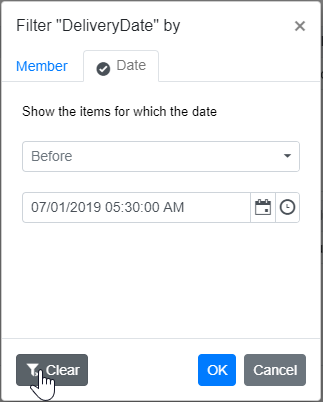 Filter "DeliveryDate" by ×
Member Date
Show the items for which the date
Before
07/01/2019 05:30:00 AM
Clear OK Cancel